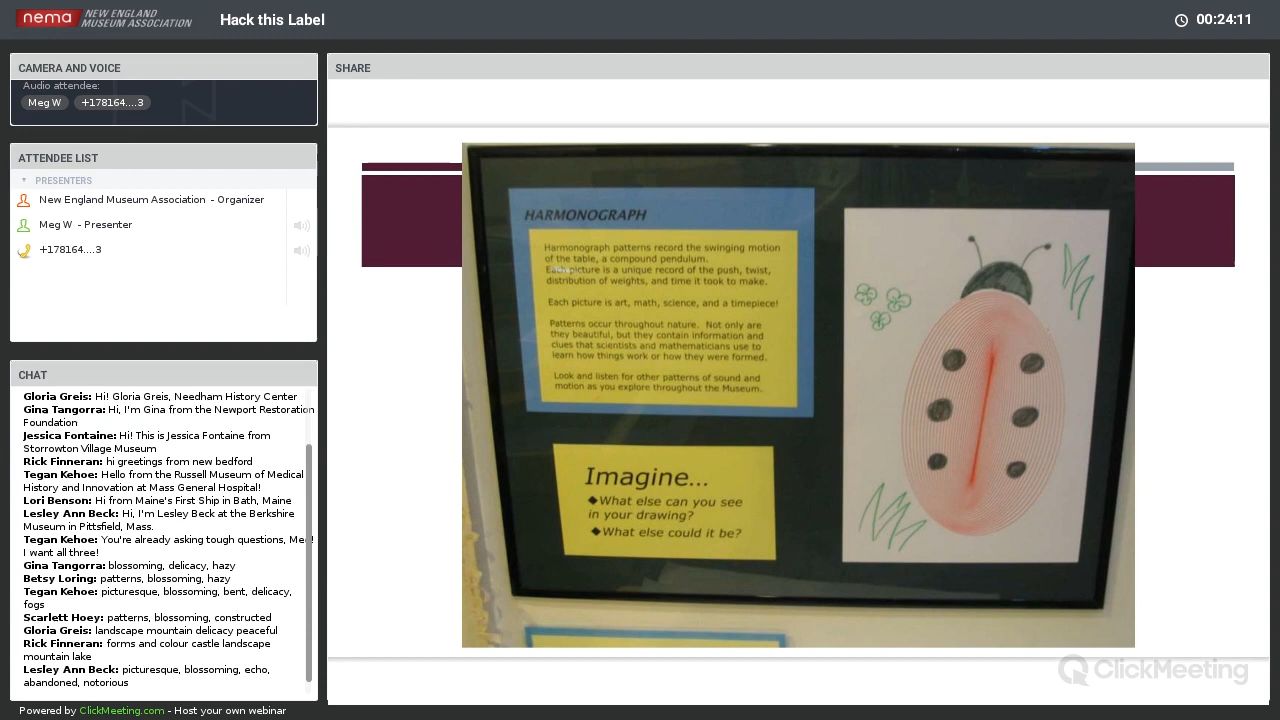 nema NEW ENGLAND
MUSEUM ASSOCIATION
Hack this Label
00:24:11
CAMERA AND VOICE
Audio attendee:
Meg W
+178164....3
ATTENDEE LIST
PRESENTERS
New England Museum Association - Organizer
Meg W - Presenter
+178164....3
CHAT
Gloria Greis: Hi! Gloria Greis, Needham History Center
Gina Tangorra: Hi, I'm Gina from the Newport Restoration
Foundation
Jessica Fontaine: Hi! This is Jessica Fontaine from
Storrowton Village Museum
Rick Finneran: hi greetings from new bedford
Tegan Kehoe: Hello from the Russell Museum of Medical
History and Innovation at Mass General Hospital!
Lori Benson: Hi from Maine's First Ship in Bath, Maine
Lesley Ann Beck: Hi, I'm Lesley Beck at the Berkshire
Museum in Pittsfield, Mass.
Tegan Kehoe: You're already asking tough questions, Meg!
I want all three!
Gina Tangorra: blossoming, delicacy, hazy
Betsy Loring: patterns, blossoming, hazy
Tegan Kehoe: picturesque, blossoming, bent, delicacy,
fogs
Scarlett Hoey: patterns, blossoming, constructed
Gloria Greis: landscape mountain delicacy peaceful
Rick Finneran: forms and colour castle landscape
mountain lake
Lesley Ann Beck: picturesque, blossoming, echo,
abandoned, notorious
Powered by ClickMeeting.com - Host your own webinar
SHARE
HARMONOGRAPH
Harmonograph patterns record the swinging motion
of the table, a compound pendulum.
picture is a unique record of the push, twist,
distribution of weights, and time it took to make.
Each picture is art, math, science, and a timepiece!
Patterns occur throughout nature. Not only are
they beautiful, but they contain information and
clues that scientists and mathematicians use to
learn how things work or how they were formed.
Look and listen for other patterns of sound and
motion as you explore throughout the Museum.
Imagine...
◆What else can you see
in your drawing?
◆What else could it be?
ClickMeeting